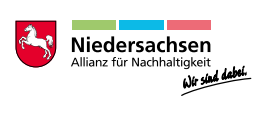 Niedersachsen
Allianz für Nachhaltigkeit
Wir sind dabei.